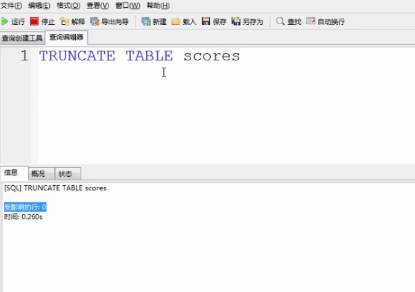 文件(F) 编辑(E) 格式(O) 查看(V) 窗口(W) 帮助(H)
运行 停止 解释 导出向导 新建 载入 保存 另存为 查找 自动换行
查询创建工具 查询编辑器
1 TRUNCATE TABLE scores
信息 概况 状态
[SQL] TRUNCATE TABLE scores
受影响的行: 0
时间: 0.260s